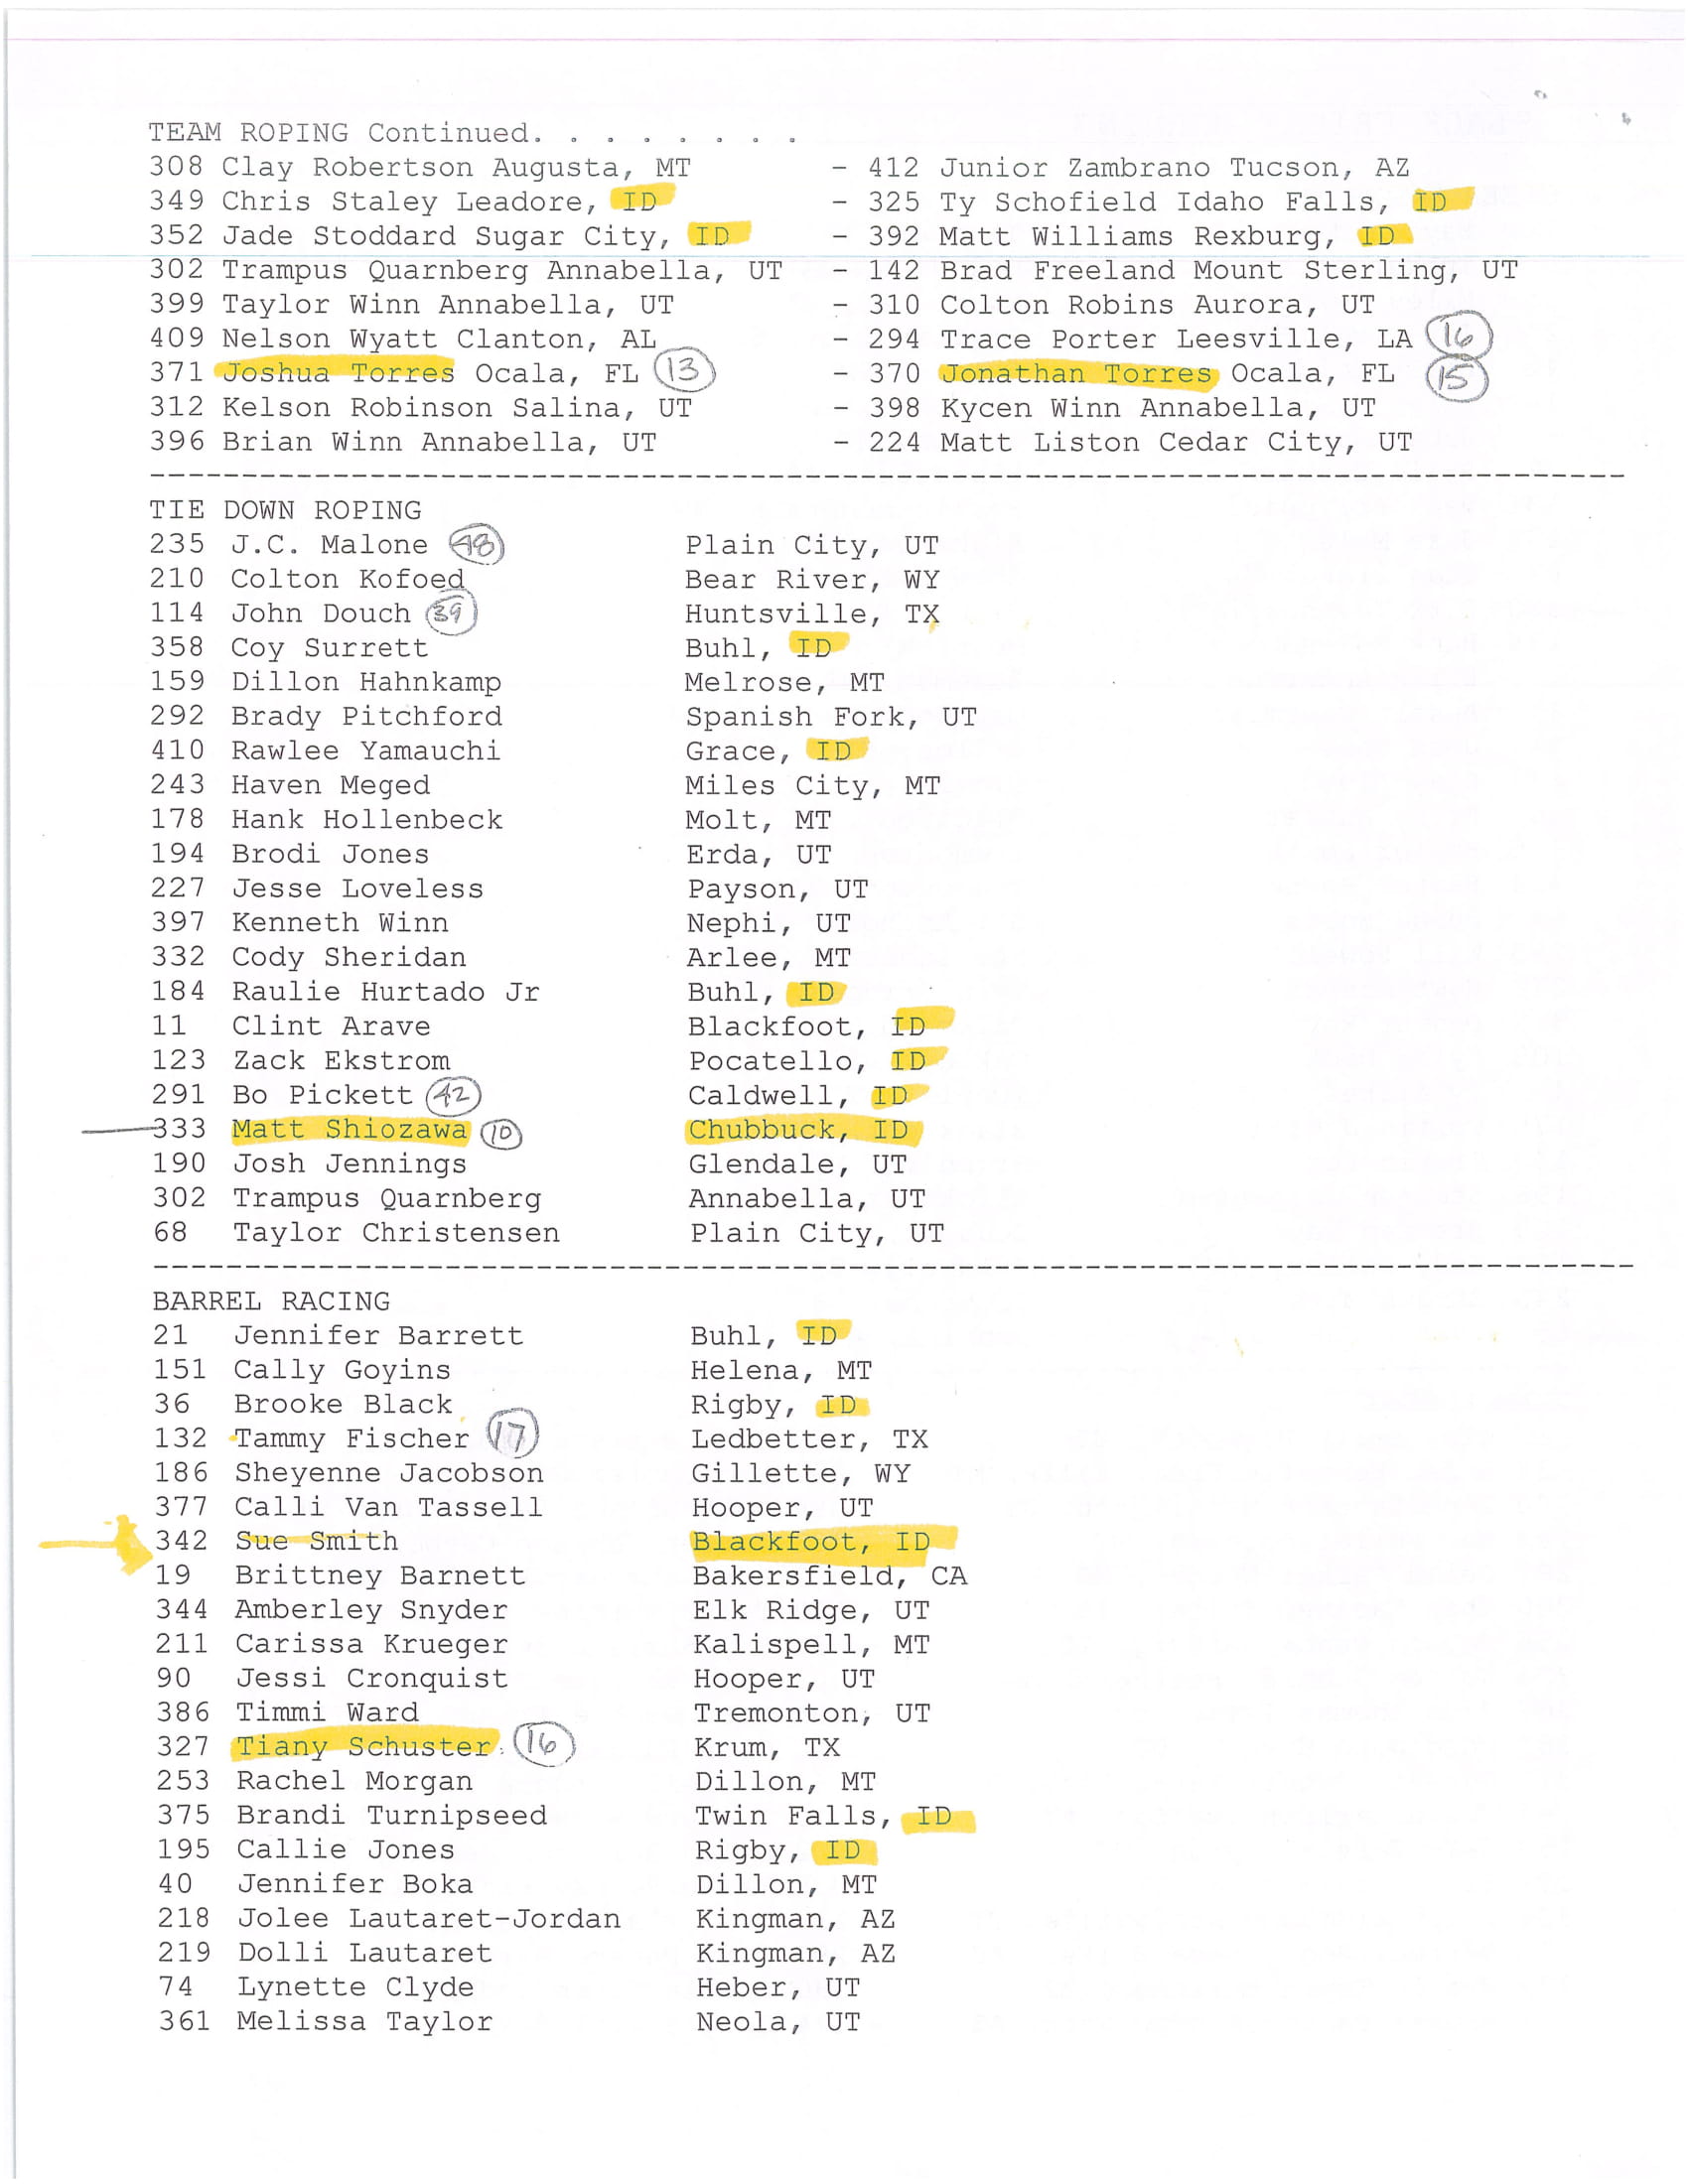 TEAM ROPING Continued. . . . . . . .
308 Clay Robertson Augusta, MT - 412 Junior Zambrano Tucson, AZ
349 Chris Staley Leadore, ID - 325 Ty Schofield Idaho Falls, ID
352 Jade Stoddard Sugar City, ID - 392 Matt Williams Rexburg, ID
302 Trampus Quarnberg Annabella, UT - 142 Brad Freeland Mount Sterling, UT
399 Taylor Winn Annabella, UT - 310 Colton Robins Aurora, UT
409 Nelson Wyatt Clanton, AL - 294 Trace Porter Leesville, LA 16
371 Joshua Torres Ocala, FL 13 - 370 Jonathan Torres Ocala, FL 15
312 Kelson Robinson Salina, UT - 398 Kycen Winn Annabella, UT
396 Brian Winn Annabella, UT - 224 Matt Liston Cedar City, UT
TIE DOWN ROPING
235 J.C. Malone 48 Plain City, UT
210 Colton Kofoed Bear River, WY
114 John Douch 39 Huntsville, TX
358 Coy Surrett Buhl, ID
159 Dillon Hahnkamp Melrose, MT
292 Brady Pitchford Spanish Fork, UT
410 Rawlee Yamauchi Grace, ID
243 Haven Meged Miles City, MT
178 Hank Hollenbeck Molt, MT
194 Brodi Jones Erda, UT
227 Jesse Loveless Payson, UT
397 Kenneth Winn Nephi, UT
332 Cody Sheridan Arlee, MT
184 Raulie Hurtado Jr Buhl, ID
11 Clint Arave Blackfoot, ID
123 Zack Ekstrom Pocatello, ID
291 Bo Pickett 42 Caldwell, ID
333 Matt Shiozawa 10 Chubbuck, ID
190 Josh Jennings Glendale, UT
302 Trampus Quarnberg Annabella, UT
68 Taylor Christensen Plain City, UT
BARREL RACING
21 Jennifer Barrett Buhl, ID
151 Cally Goyins Helena, MT
36 Brooke Black Rigby, ID
132 Tammy Fischer 17 Ledbetter, TX
186 Sheyenne Jacobson Gillette, WY
377 Calli Van Tassell Hooper, UT
342 Sue Smith Blackfoot, ID
19 Brittney Barnett Bakersfield, CA
344 Amberley Snyder Elk Ridge, UT
211 Carissa Krueger Kalispell, MT
90 Jessi Cronquist Hooper, UT
386 Timmi Ward Tremonton, UT
327 Tiany Schuster 16 Krum, TX
253 Rachel Morgan Dillon, MT
375 Brandi Turnipseed Twin Falls, ID
195 Callie Jones Rigby, ID
40 Jennifer Boka Dillon, MT
218 Jolee Lautaret-Jordan Kingman, AZ
219 Dolli Lautaret Kingman, AZ
74 Lynette Clyde Heber, UT
361 Melissa Taylor Neola, UT